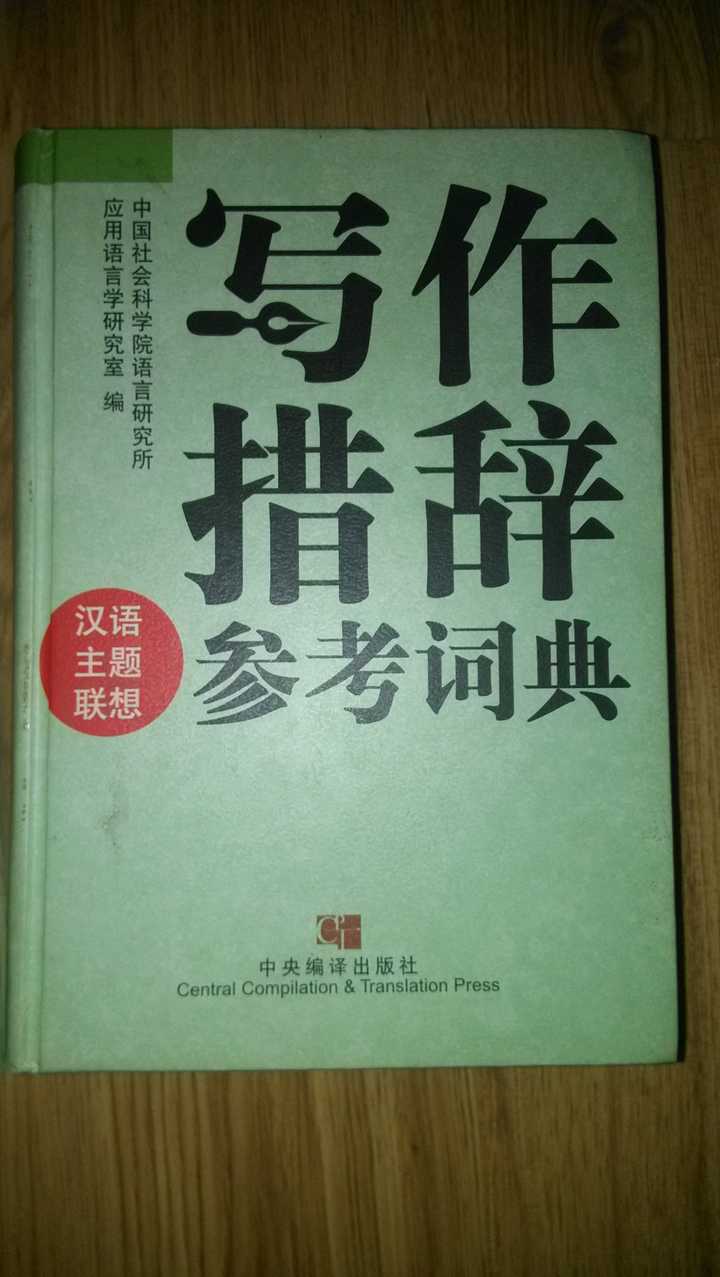 中国社会科学院语言研究所
应用语言学研究室 编
写作
措辞
参考词典
汉语
主题
联想
中央编译出版社
Central Compilation & Translation Press